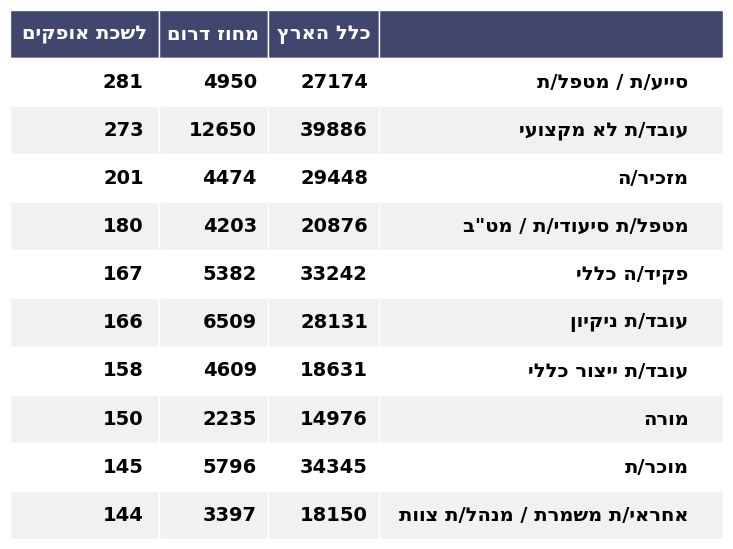 כלל הארץ מחוז דרום לשכת אופקים
סייע/ת / מטפל/ת 27174 4950 281
עובד/ת לא מקצועי 39886 12650 273
מזכיר/ה 29448 4474 201
מטפל/ת סיעודי/ת / מט"ב 20876 4203 180
פקיד/ה כללי 33242 5382 167
עובד/ת ניקיון 28131 6509 166
עובד/ת ייצור כללי 18631 4609 158
מורה 14976 2235 150
מוכר/ת 34345 5796 145
אחראי/ת משמרת / מנהל/ת צוות 18150 3397 144